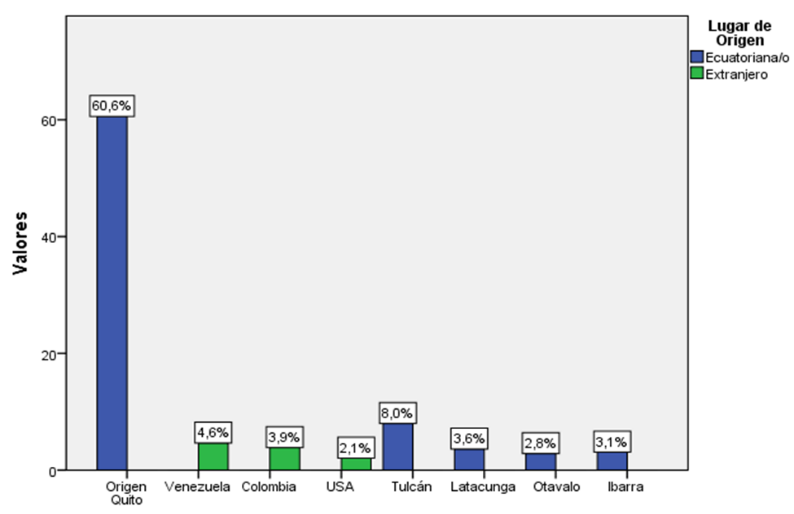 Lugar de
Origen
Ecuatoriana/o
Extranjero
Valores
60
40
20
0
60,6%
4,6%
3,9%
2,1%
8,0%
3,6%
2,8%
3,1%
Origen
Quito
Venezuela
Colombia
USA
Tulcán
Latacunga
Otavalo
Ibarra